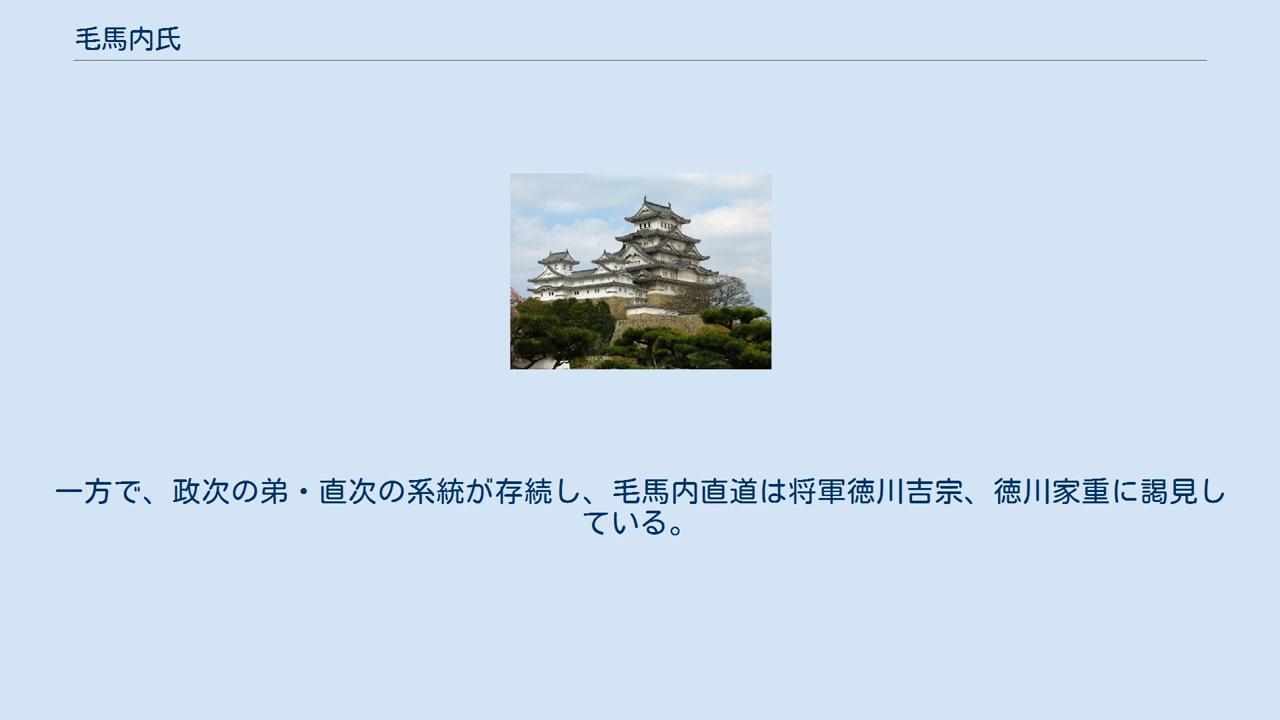 毛馬内氏
一方で、政次の弟・直次の系統が存続し、毛馬内直道は将軍徳川吉宗、徳川家重に謁見し
ている。